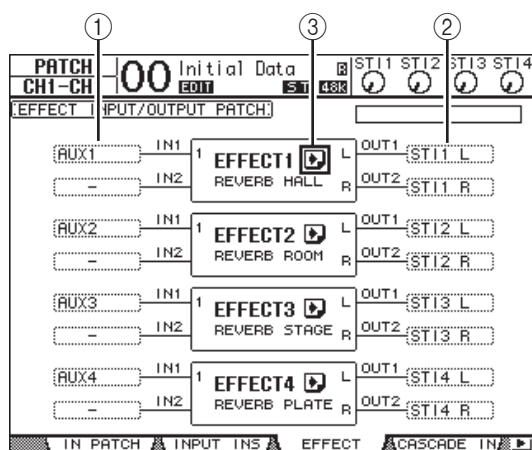 ① ③ ②
PATCH
CH1-CH
00 Initial Data R
EDIT ST 48K
STI1 STI2 STI3 STI4
EFFECT INPUT/OUTPUT PATCH
AUX1 IN1 1 EFFECT1 L OUT1 STI1 L
- IN2 REVERB HALL R OUT2 STI1 R
AUX2 IN1 1 EFFECT2 L OUT1 STI2 L
- IN2 REVERB ROOM R OUT2 STI2 R
AUX3 IN1 1 EFFECT3 L OUT1 STI3 L
- IN2 REVERB STAGE R OUT2 STI3 R
AUX4 IN1 1 EFFECT4 L OUT1 STI4 L
- IN2 REVERB PLATE R OUT2 STI4 R
IN PATCH INPUT INS EFFECT CASCADE IN